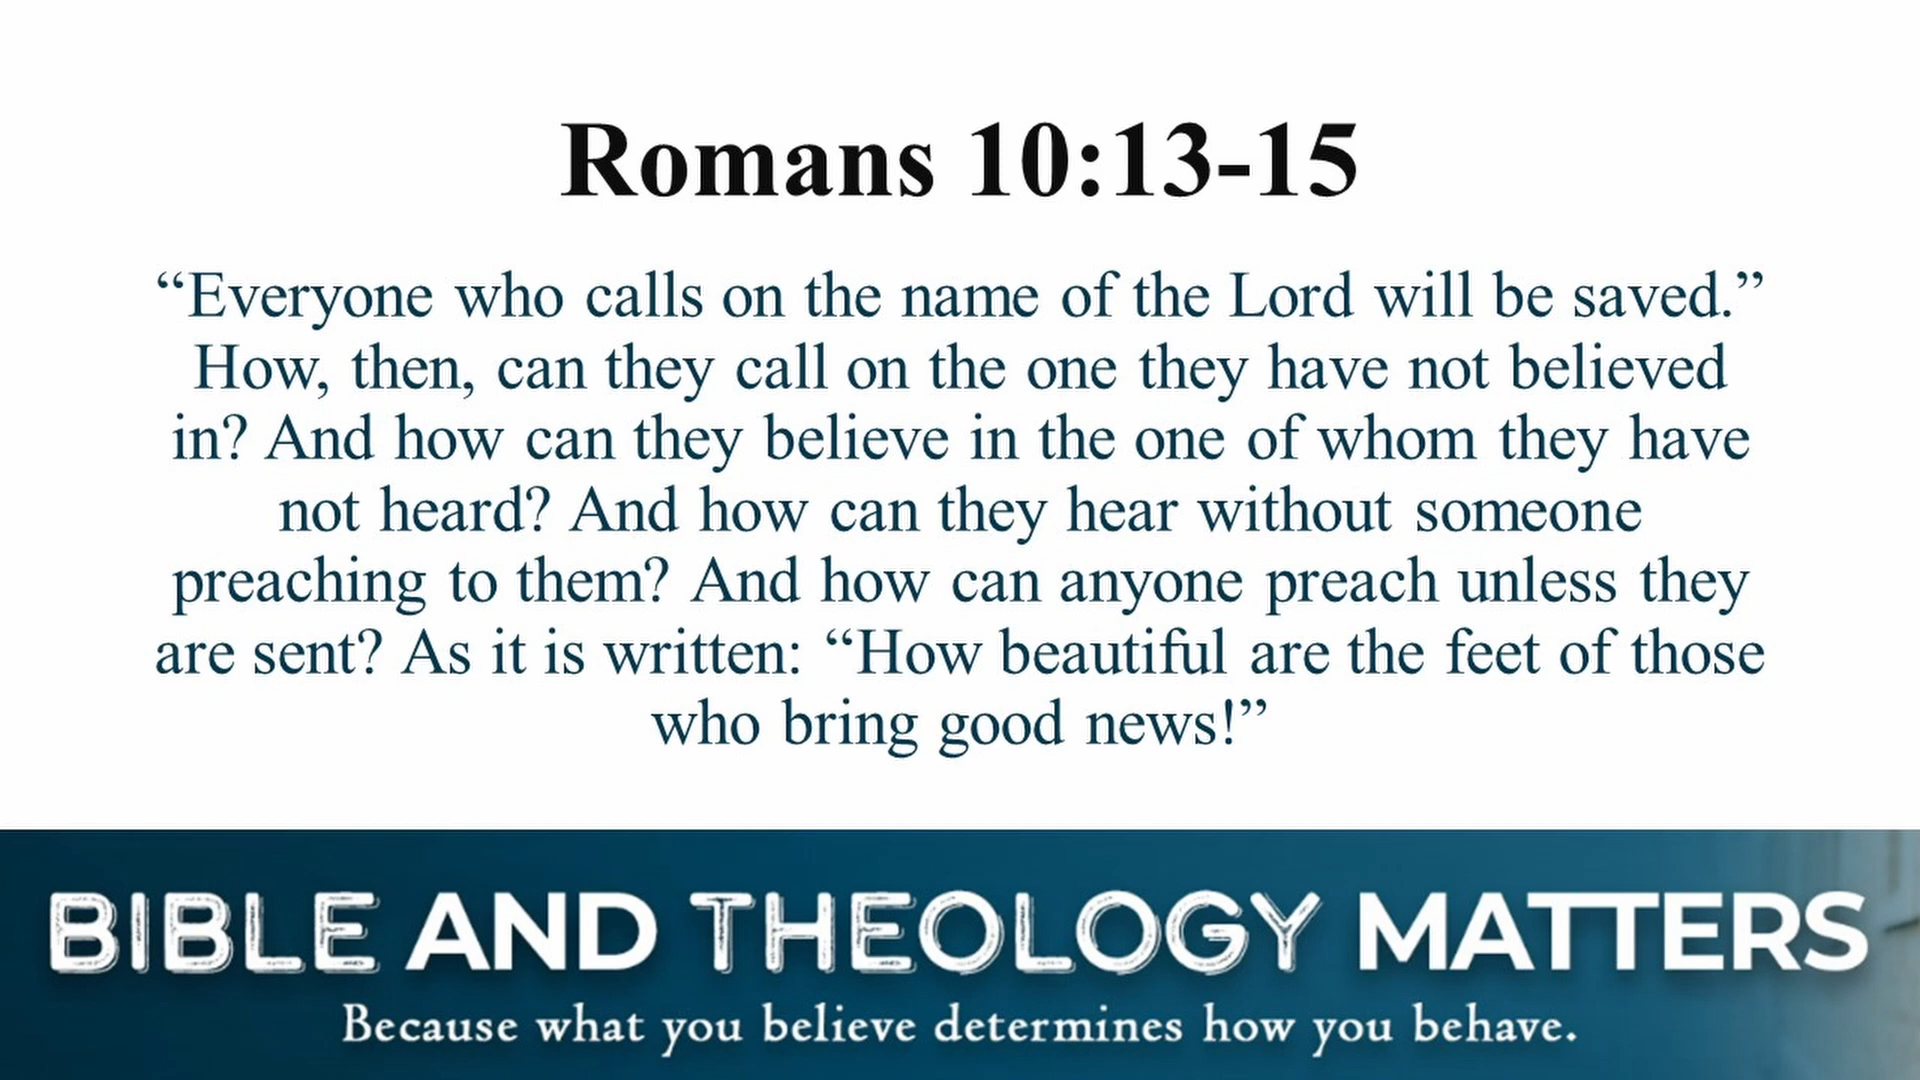 Romans 10:13-15
“Everyone who calls on the name of the Lord will be saved.”
How, then, can they call on the one they have not believed
in? And how can they believe in the one of whom they have
not heard? And how can they hear without someone
preaching to them? And how can anyone preach unless they
are sent? As it is written: “How beautiful are the feet of those
who bring good news!”
BIBLE AND THEOLOGY MATTERS
Because what you believe determines how you behave.